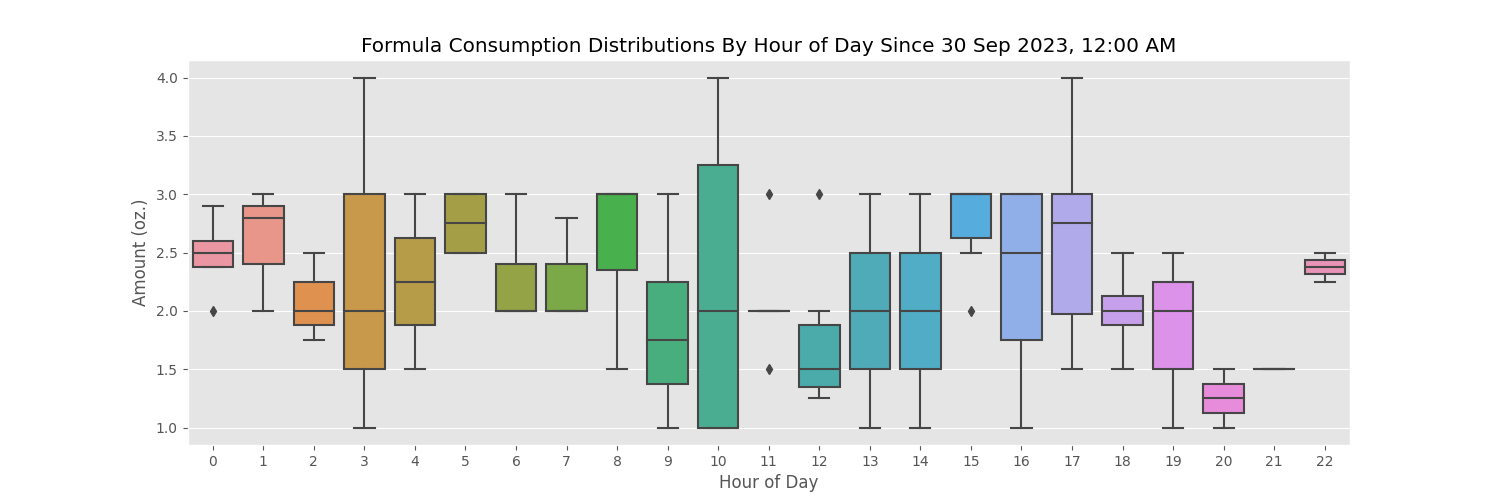 Formula Consumption Distributions By Hour of Day Since 30 Sep 2023, 12:00 AM
4.0
3.5
3.0
2.5
2.0
1.5
1.0
Amount (oz.)
0 1 2 3 4 5 6 7 8 9 10 11 12 13 14 15 16 17 18 19 20 21 22
Hour of Day